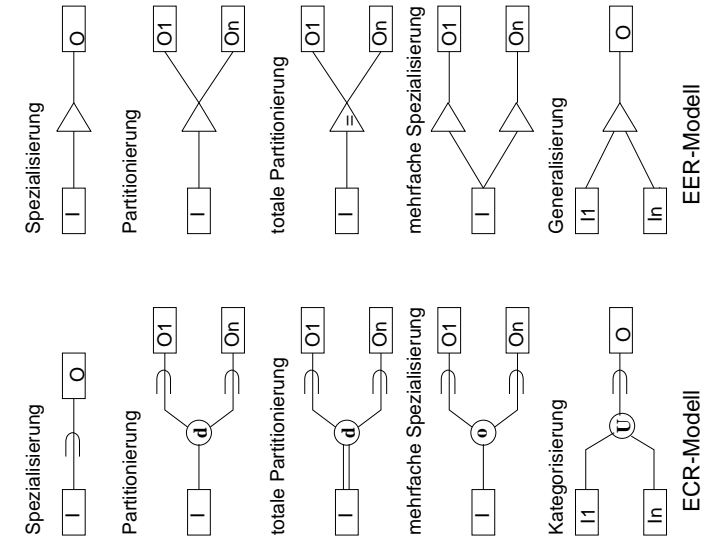 Spezialisierung
I
O
Partitionierung
I
d
O1
On
totale Partitionierung
I
d
O1
On
mehrfache Spezialisierung
I
o
O1
On
Kategorisierung
I1
In
U
O
ECR-Modell
Spezialisierung
I
O
Partitionierung
I
O1
On
totale Partitionierung
I
=
O1
On
mehrfache Spezialisierung
I
O1
On
Generalisierung
I1
In
O
EER-Modell